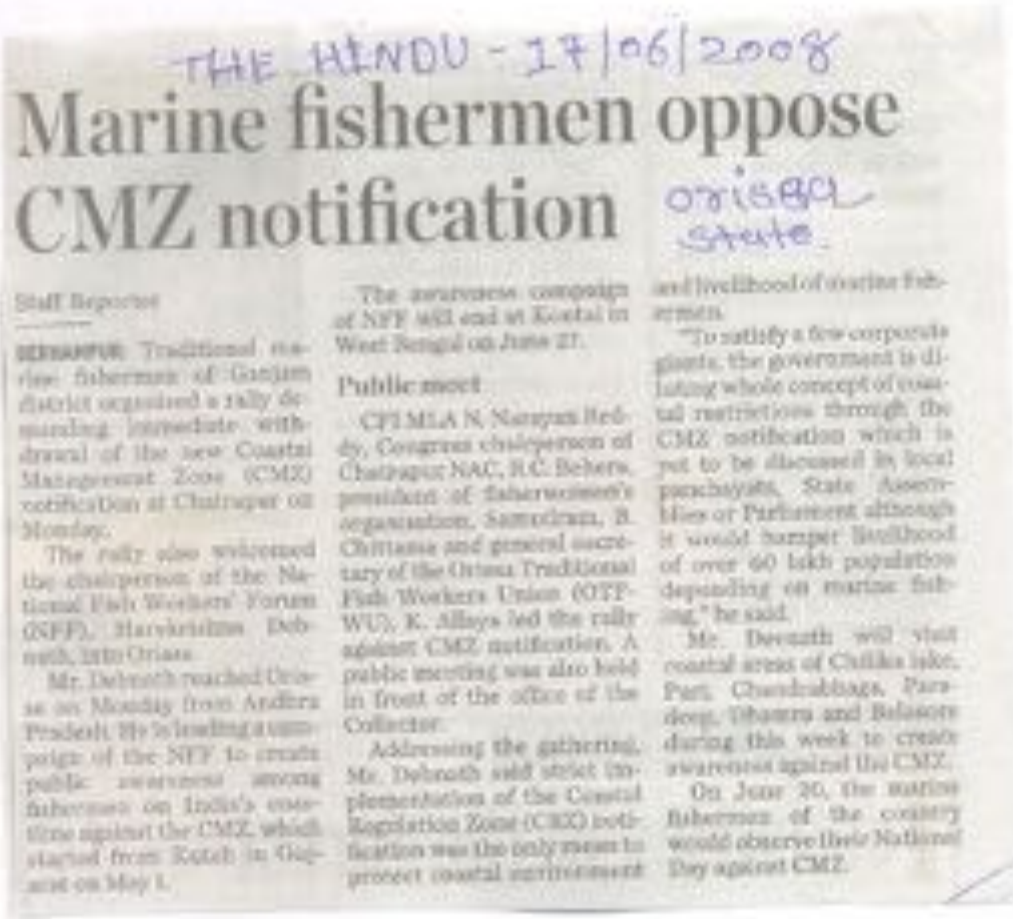 THE HINDU - 17/06/2008
Marine fishermen oppose
CMZ notification
orissa
state.
Staff Reporter
BERHAMPUR: Traditional ma-
rine fishermen of Ganjam
district organised a rally de-
manding immediate with-
drawal of the new Coastal
Management Zone (CMZ)
notification at Chatrapur on
Monday.
The rally also welcomed
the chairperson of the Na-
tional Fish Workers' Forum
(NFF), Harekrishna Deb-
nath, into Orissa.
Mr. Debnath reached Oris-
sa on Monday from Andhra
Pradesh. He is leading a cam-
paign of the NFF to create
public awareness among
fishermen on India's coas-
tline against the CMZ, which
started from Kutch in Guj-
arat on May 1.
The awareness campaign
of NFF will end at Kontai in
West Bengal on June 27.
Public meet
CPI MLA N. Narayan Red-
dy, Congress chairperson of
Chatrapur NAC, R.C. Behera,
president of fisherwomen's
organisation, Samudram, B.
Chittama and general secre-
tary of the Orissa Traditional
Fish Workers Union (OTF-
WU), K. Allaya led the rally
against CMZ notification. A
public meeting was also held
in front of the office of the
Collector.
Addressing the gathering,
Mr. Debnath said strict im-
plementation of the Coastal
Regulation Zone (CRZ) noti-
fication was the only mean to
protect coastal environment
and livelihood of marine fish-
ermen.
"To satisfy a few corporate
giants, the government is di-
luting whole concept of coas-
tal restrictions through the
CMZ notification which is
yet to be discussed in local
panchayats, State Assem-
blies or Parliament although
it would hamper livelihood
of over 60 lakh population
depending on marine fish-
ing," he said.
Mr. Devnath will visit
coastal areas of Chilika lake,
Puri, Chandrabhaga, Para-
deep, Dhamra and Balasore
during this week to create
awareness against the CMZ.
On June 20, the marine
fishermen of the country
would observe their National
Day against CMZ.